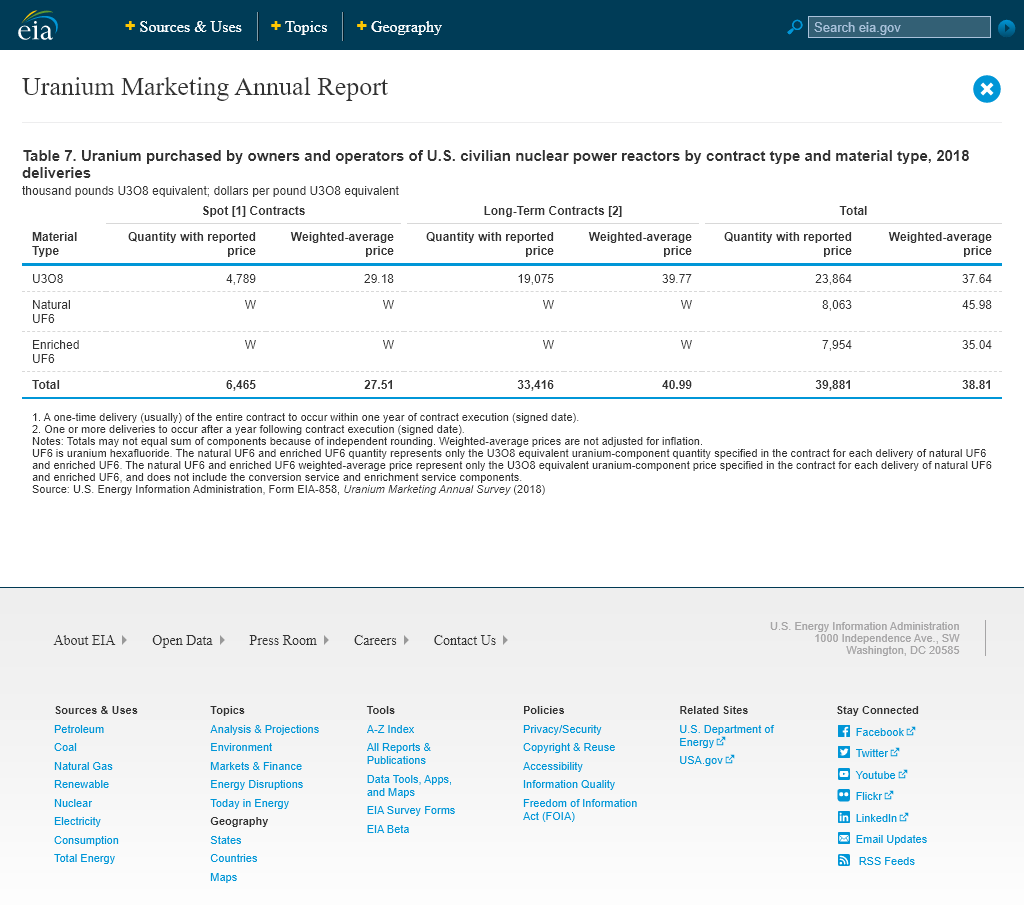 eia
Sources & Uses
Topics
Geography
Search eia.gov
Uranium Marketing Annual Report
Table 7. Uranium purchased by owners and operators of U.S. civilian nuclear power reactors by contract type and material type, 2018
deliveries
thousand pounds U3O8 equivalent; dollars per pound U3O8 equivalent
Spot [1] Contracts Long-Term Contracts [2] Total
Material Quantity with reported Weighted-average Quantity with reported Weighted-average Quantity with reported Weighted-average
Type price price price price price price
U3O8 4,789 29.18 19,075 39.77 23,864 37.64
Natural W W W W 8,063 45.98
UF6
Enriched W W W W 7,954 35.04
UF6
Total 6,465 27.51 33,416 40.99 39,881 38.81
1. A one-time delivery (usually) of the entire contract to occur within one year of contract execution (signed date).
2. One or more deliveries to occur after a year following contract execution (signed date).
Notes: Totals may not equal sum of components because of independent rounding. Weighted-average prices are not adjusted for inflation.
UF6 is uranium hexafluoride. The natural UF6 and enriched UF6 quantity represents only the U3O8 equivalent uranium-component quantity specified in the contract for each delivery of natural UF6
and enriched UF6. The natural UF6 and enriched UF6 weighted-average price represent only the U3O8 equivalent uranium-component price specified in the contract for each delivery of natural UF6
and enriched UF6, and does not include the conversion service and enrichment service components.
Source: U.S. Energy Information Administration, Form EIA-858, Uranium Marketing Annual Survey (2018)
About EIA
Open Data
Press Room
Careers
Contact Us
U.S. Energy Information Administration
1000 Independence Ave., SW
Washington, DC 20585
Sources & Uses
Petroleum
Coal
Natural Gas
Renewable
Nuclear
Electricity
Consumption
Total Energy
Topics
Analysis & Projections
Environment
Markets & Finance
Energy Disruptions
Today in Energy
Geography
States
Countries
Maps
Tools
A-Z Index
All Reports &
Publications
Data Tools, Apps,
and Maps
EIA Survey Forms
EIA Beta
Policies
Privacy/Security
Copyright & Reuse
Accessibility
Information Quality
Freedom of Information
Act (FOIA)
Related Sites
U.S. Department of
Energy
USA.gov
Stay Connected
Facebook
Twitter
Youtube
Flickr
LinkedIn
Email Updates
RSS Feeds